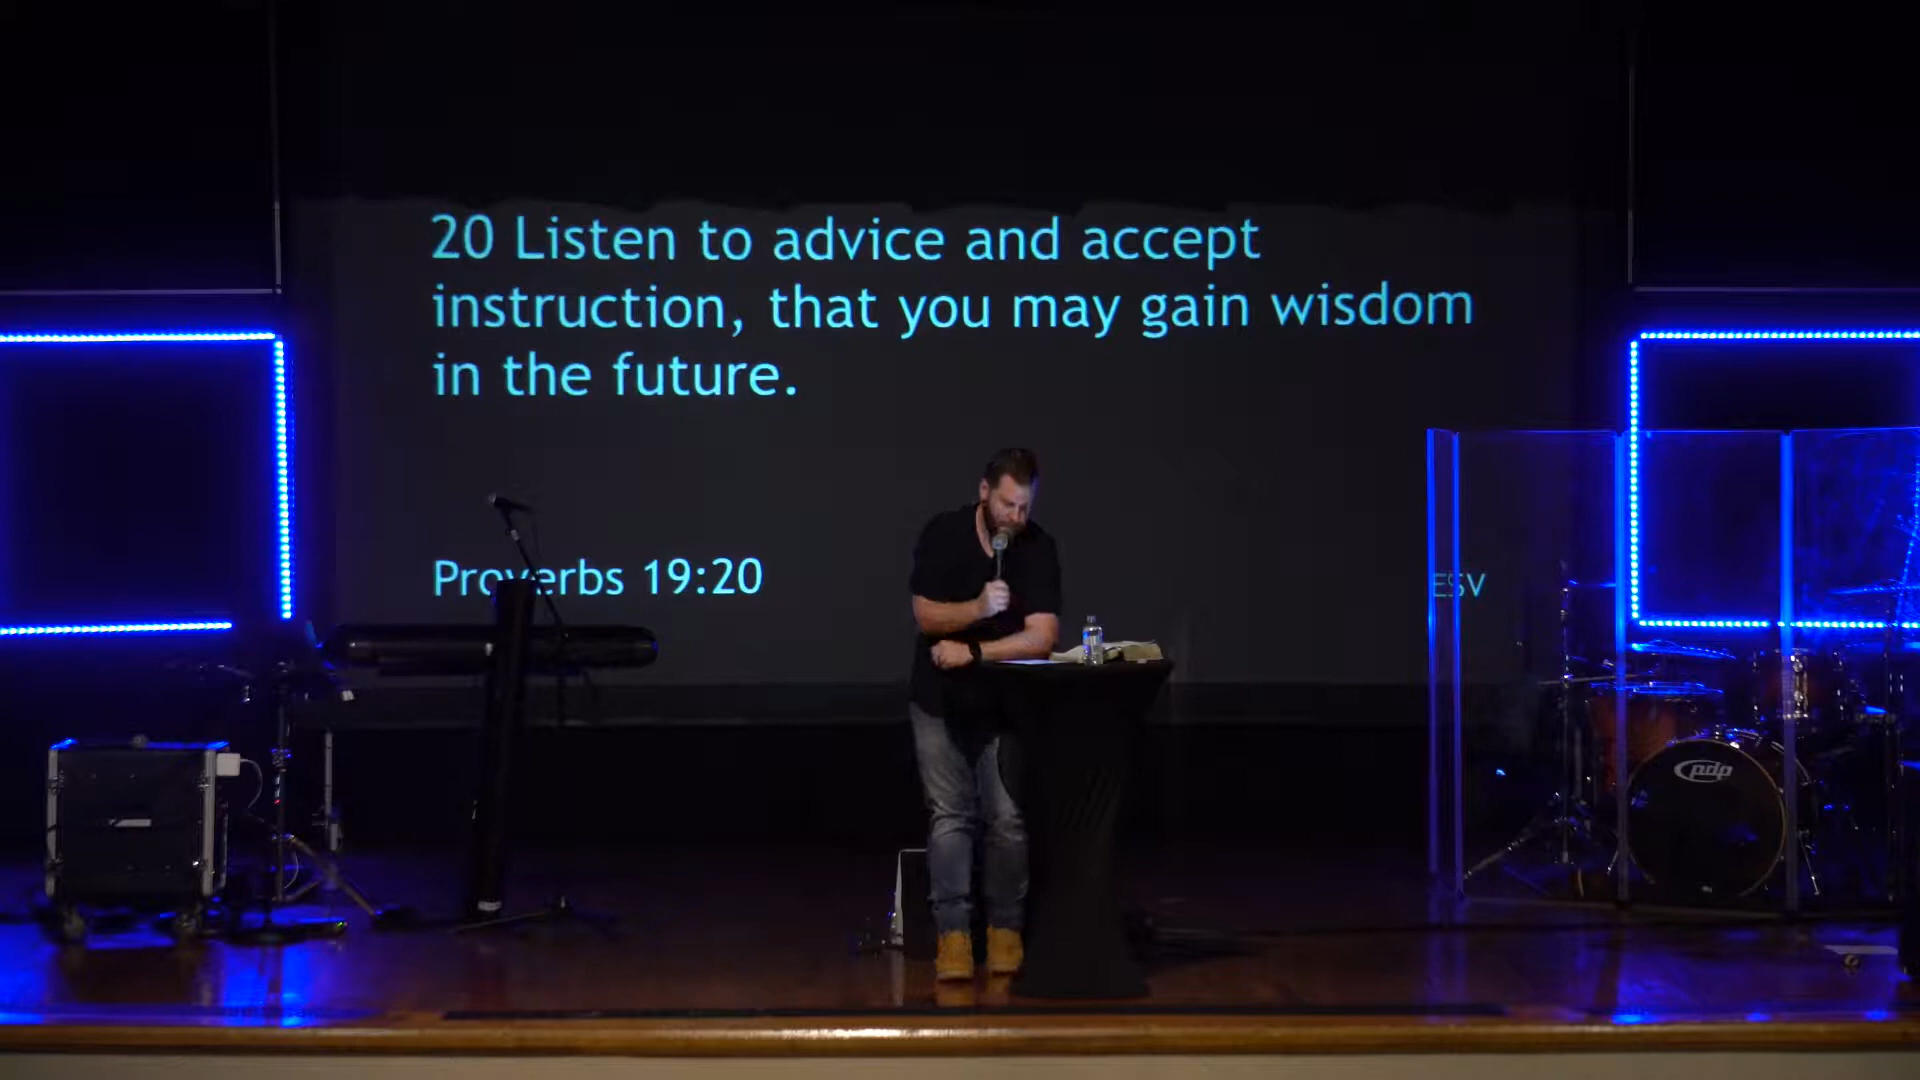 20 Listen to advice and accept
instruction, that you may gain wisdom
in the future.
Proverbs 19:20
ESV
pdp